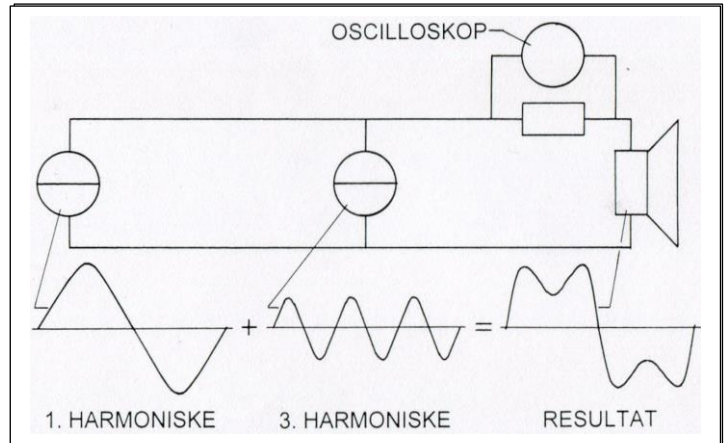 OSCILLOSKOP
+ =
1. HARMONISKE 3. HARMONISKE RESULTAT